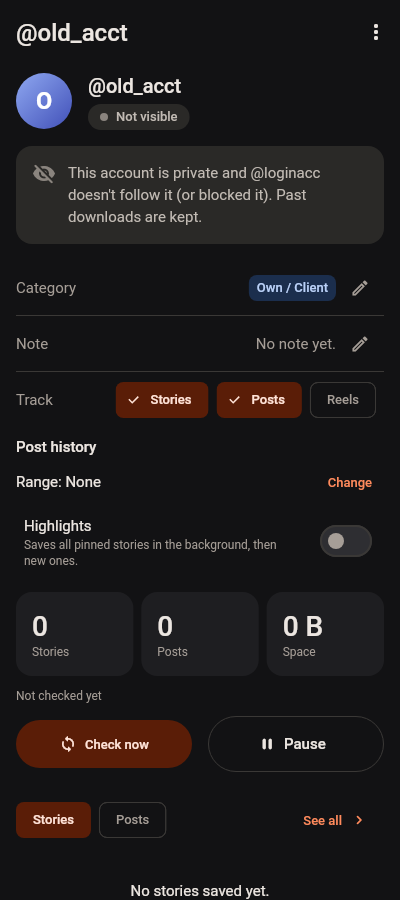 @old_acct
O
@old_acct
Not visible
This account is private and @loginacc
doesn't follow it (or blocked it). Past
downloads are kept.
Category
Own / Client
Note
No note yet.
Track
Stories
Posts
Reels
Post history
Range: None
Change
Highlights
Saves all pinned stories in the background, then
new ones.
0
Stories
0
Posts
0 B
Space
Not checked yet
Check now
Pause
Stories
Posts
See all
No stories saved yet.